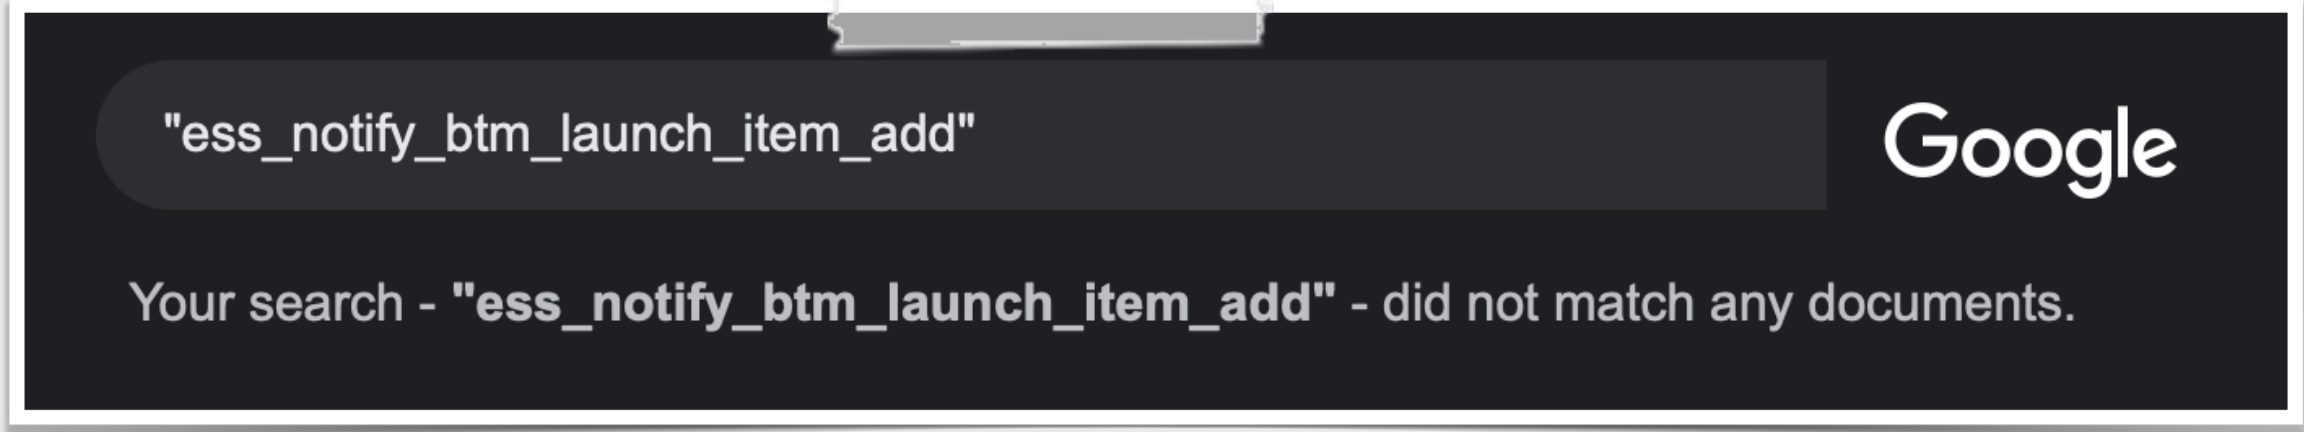 "ess_notify_btm_launch_item_add" Google
Your search - "ess_notify_btm_launch_item_add" - did not match any documents.